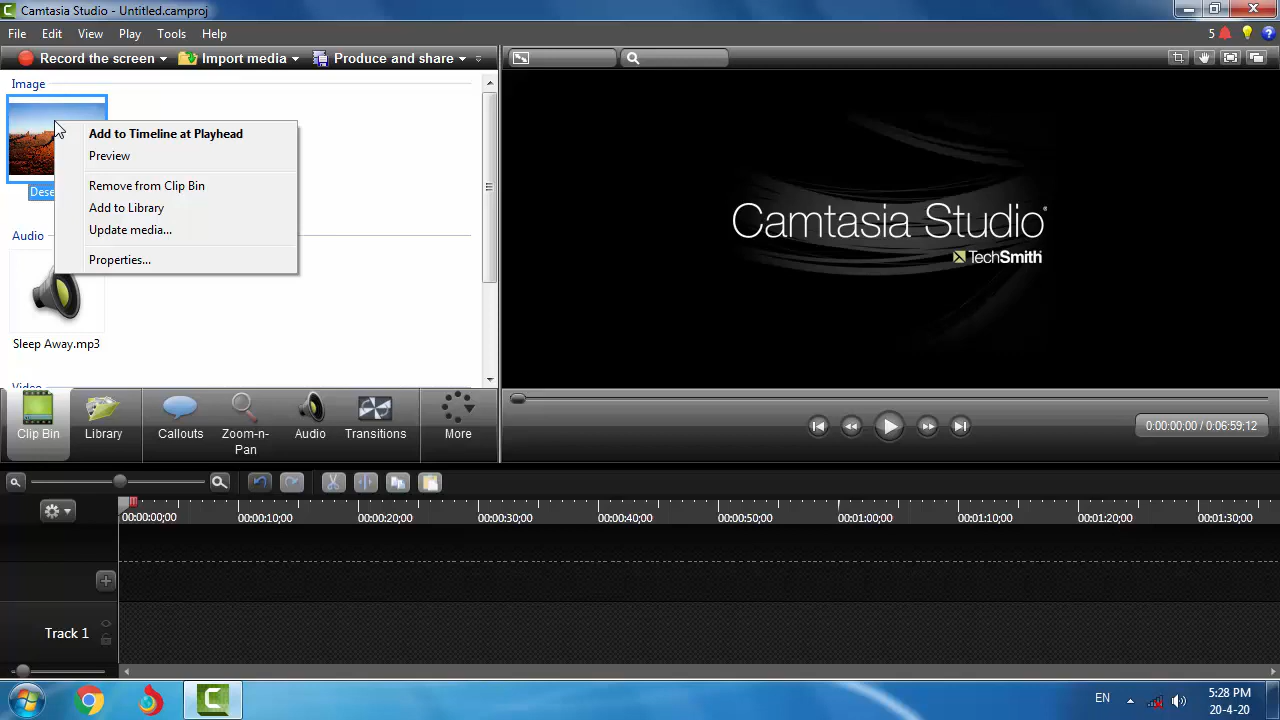 Camtasia Studio - Untitled.camproj
File Edit View Play Tools Help
5
Record the screen Import media Produce and share
Image
Add to Timeline at Playhead
Preview
Remove from Clip Bin
Add to Library
Update media...
Properties...
Dese
Audio
Sleep Away.mp3
Video
Camtasia Studio®
TechSmith
Clip Bin Library Callouts Zoom-n-Pan Audio Transitions More
0:00:00;00 / 0:06:59;12
00:00:00;00 00:00:10;00 00:00:20;00 00:00:30;00 00:00:40;00 00:00:50;00 00:01:00;00 00:01:10;00 00:01:20;00 00:01:30;00
Track 1
EN
5:28 PM
20-4-20